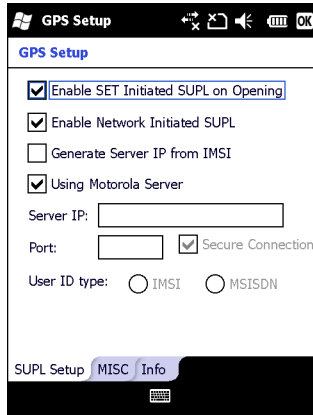 GPS Setup
OK
GPS Setup
Enable SET Initiated SUPL on Opening
Enable Network Initiated SUPL
Generate Server IP from IMSI
Using Motorola Server
Server IP:
Port: Secure Connection
User ID type: IMSI MSISDN
SUPL Setup MISC Info